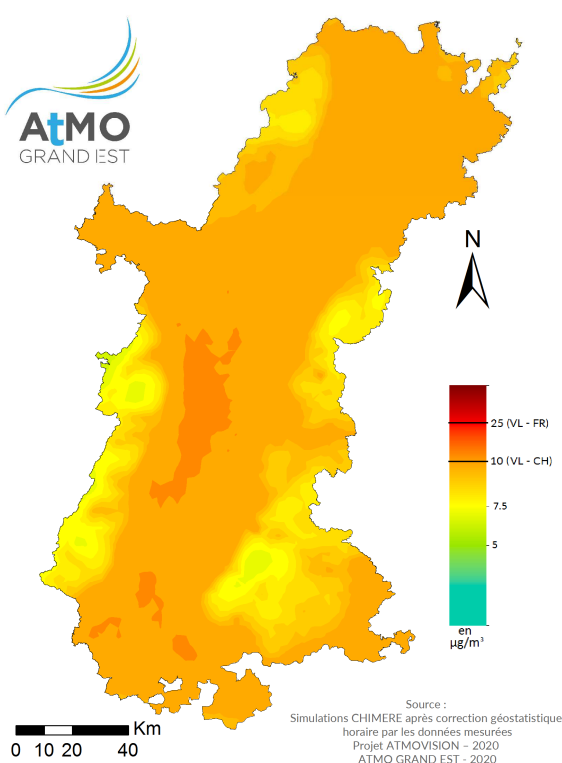 AtMO
GRAND EST
N
25 (VL - FR)
10 (VL - CH)
7.5
5
en
µg/m³
Km
0 10 20 40
Source :
Simulations CHIMERE après correction géostatistique
horaire par les données mesurées
Projet ATMOVISION – 2020
ATMO GRAND EST - 2020